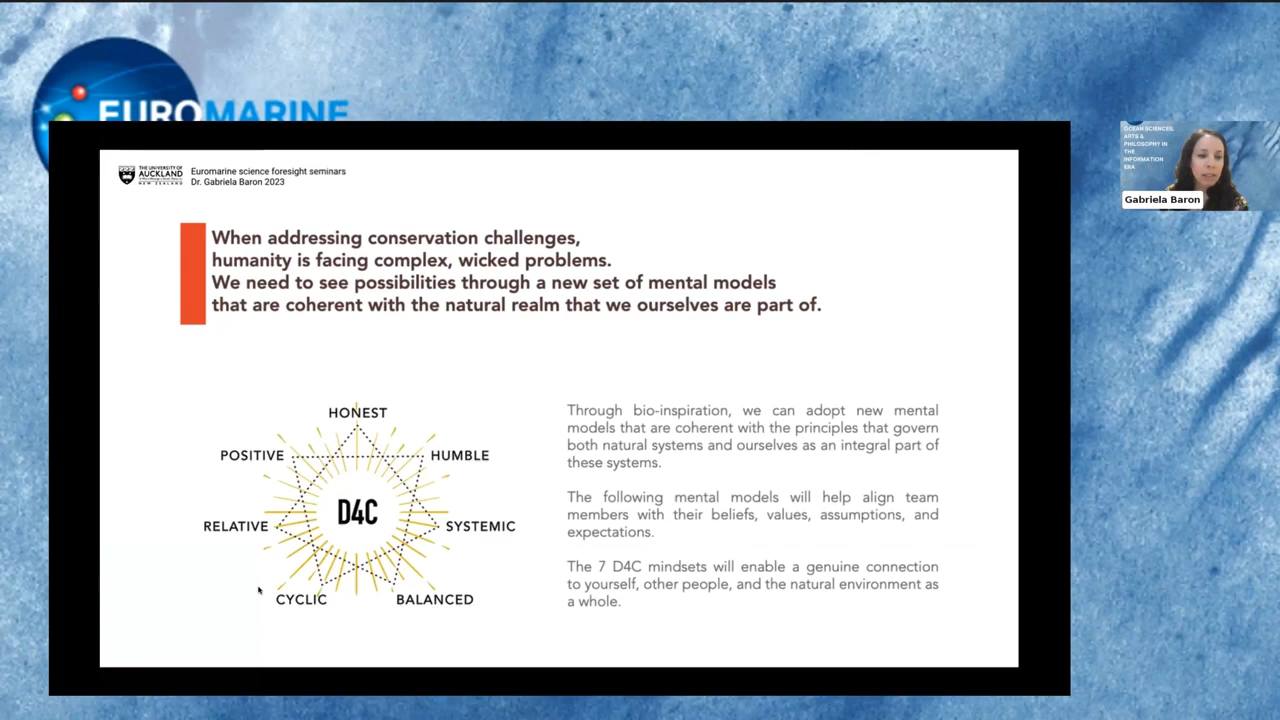 EUROMARINE
THE UNIVERSITY OF
AUCKLAND
NEW ZEALAND
Euromarine science foresight seminars
Dr. Gabriela Baron 2023
When addressing conservation challenges,
humanity is facing complex, wicked problems.
We need to see possibilities through a new set of mental models
that are coherent with the natural realm that we ourselves are part of.
HONEST
POSITIVE
HUMBLE
D4C
RELATIVE
SYSTEMIC
CYCLIC
BALANCED
Through bio-inspiration, we can adopt new mental
models that are coherent with the principles that govern
both natural systems and ourselves as an integral part of
these systems.
The following mental models will help align team
members with their beliefs, values, assumptions, and
expectations.
The 7 D4C mindsets will enable a genuine connection
to yourself, other people, and the natural environment as
a whole.
OCEAN SCIENCES,
ARTS &
PHILOSOPHY IN
THE
INFORMATION
ERA
Gabriela Baron